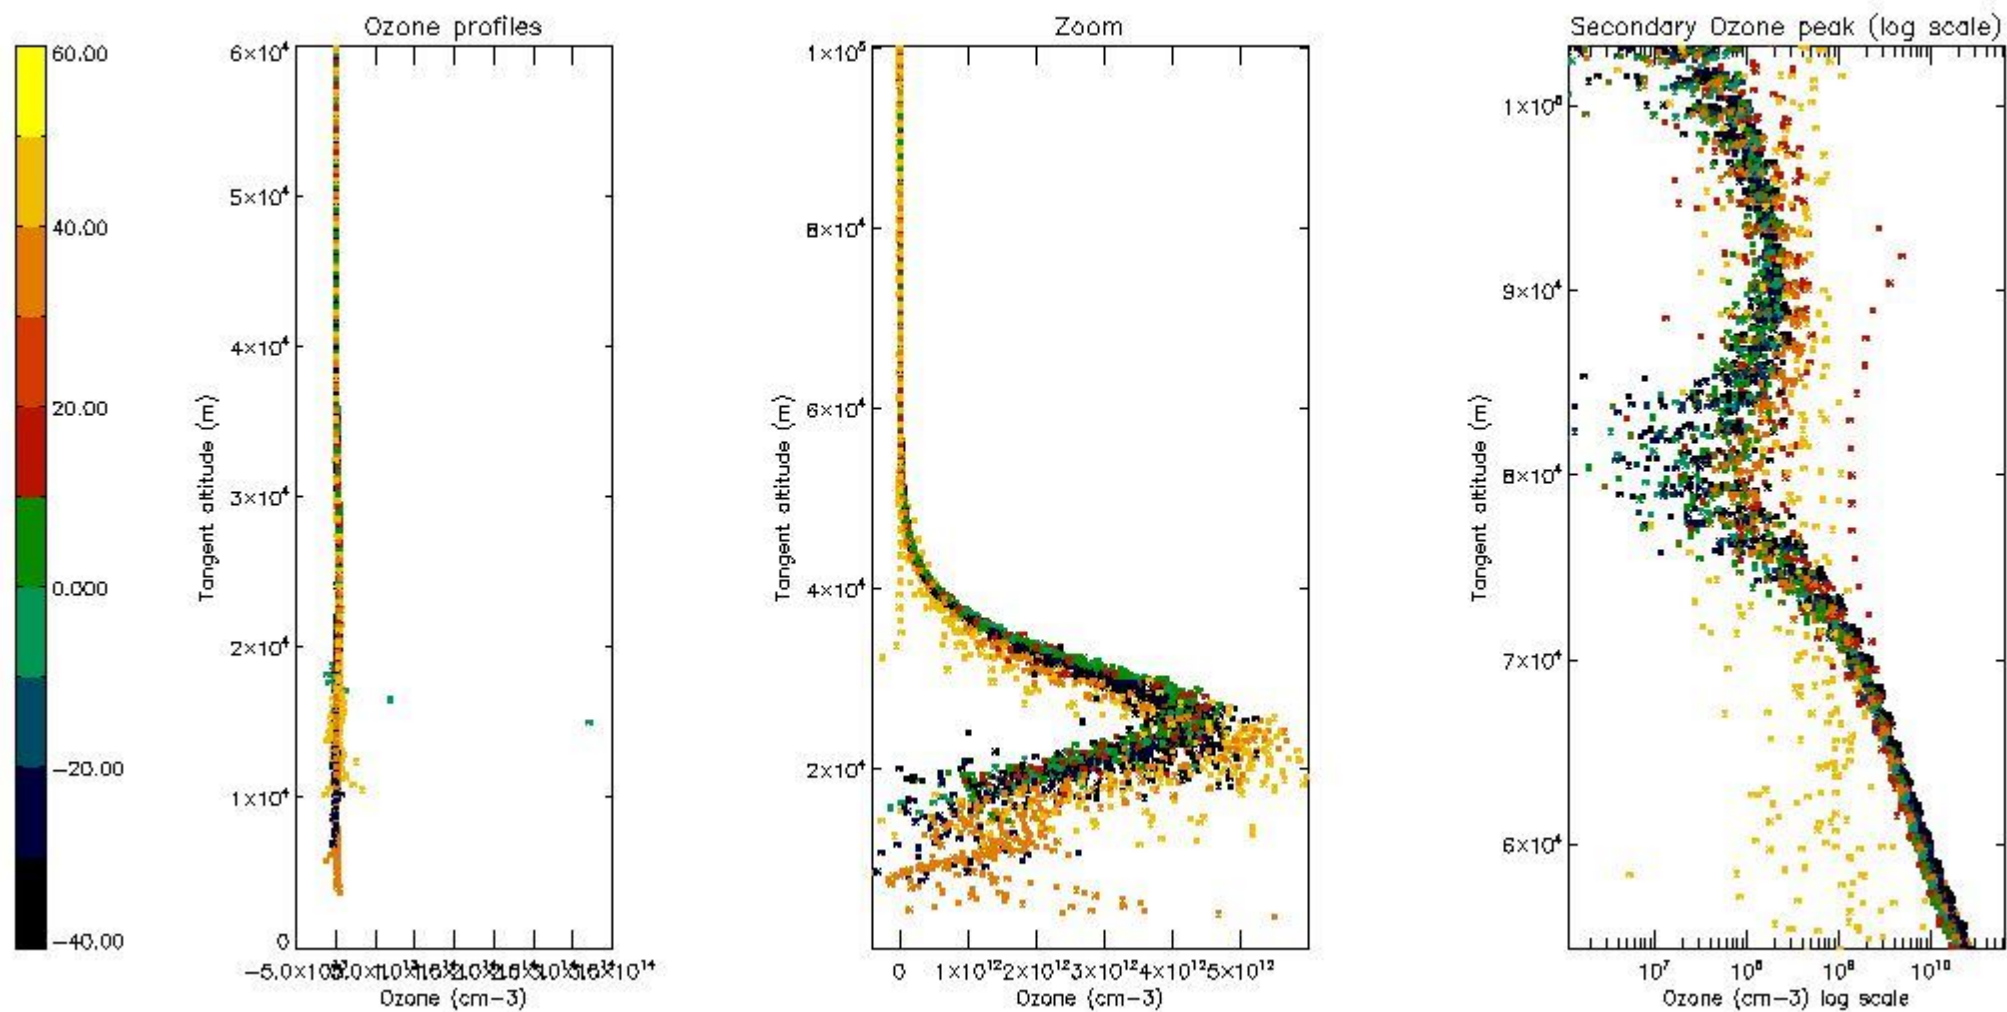 Ozone profiles
Zoom
Secondary Ozone peak (log scale)
60.00
40.00
20.00
0.000
−20.00
−40.00
6×10⁴
5×10⁴
4×10⁴
3×10⁴
2×10⁴
1×10⁴
0
Tangent altitude (m)
Ozone (cm−3)
1×10⁵
8×10⁴
6×10⁴
4×10⁴
2×10⁴
Tangent altitude (m)
0 1×10¹² 2×10¹² 3×10¹² 4×10¹² 5×10¹²
Ozone (cm−3)
1×10⁵
9×10⁴
8×10⁴
7×10⁴
6×10⁴
Tangent altitude (m)
10⁷ 10⁸ 10⁹ 10¹⁰
Ozone (cm−3) log scale